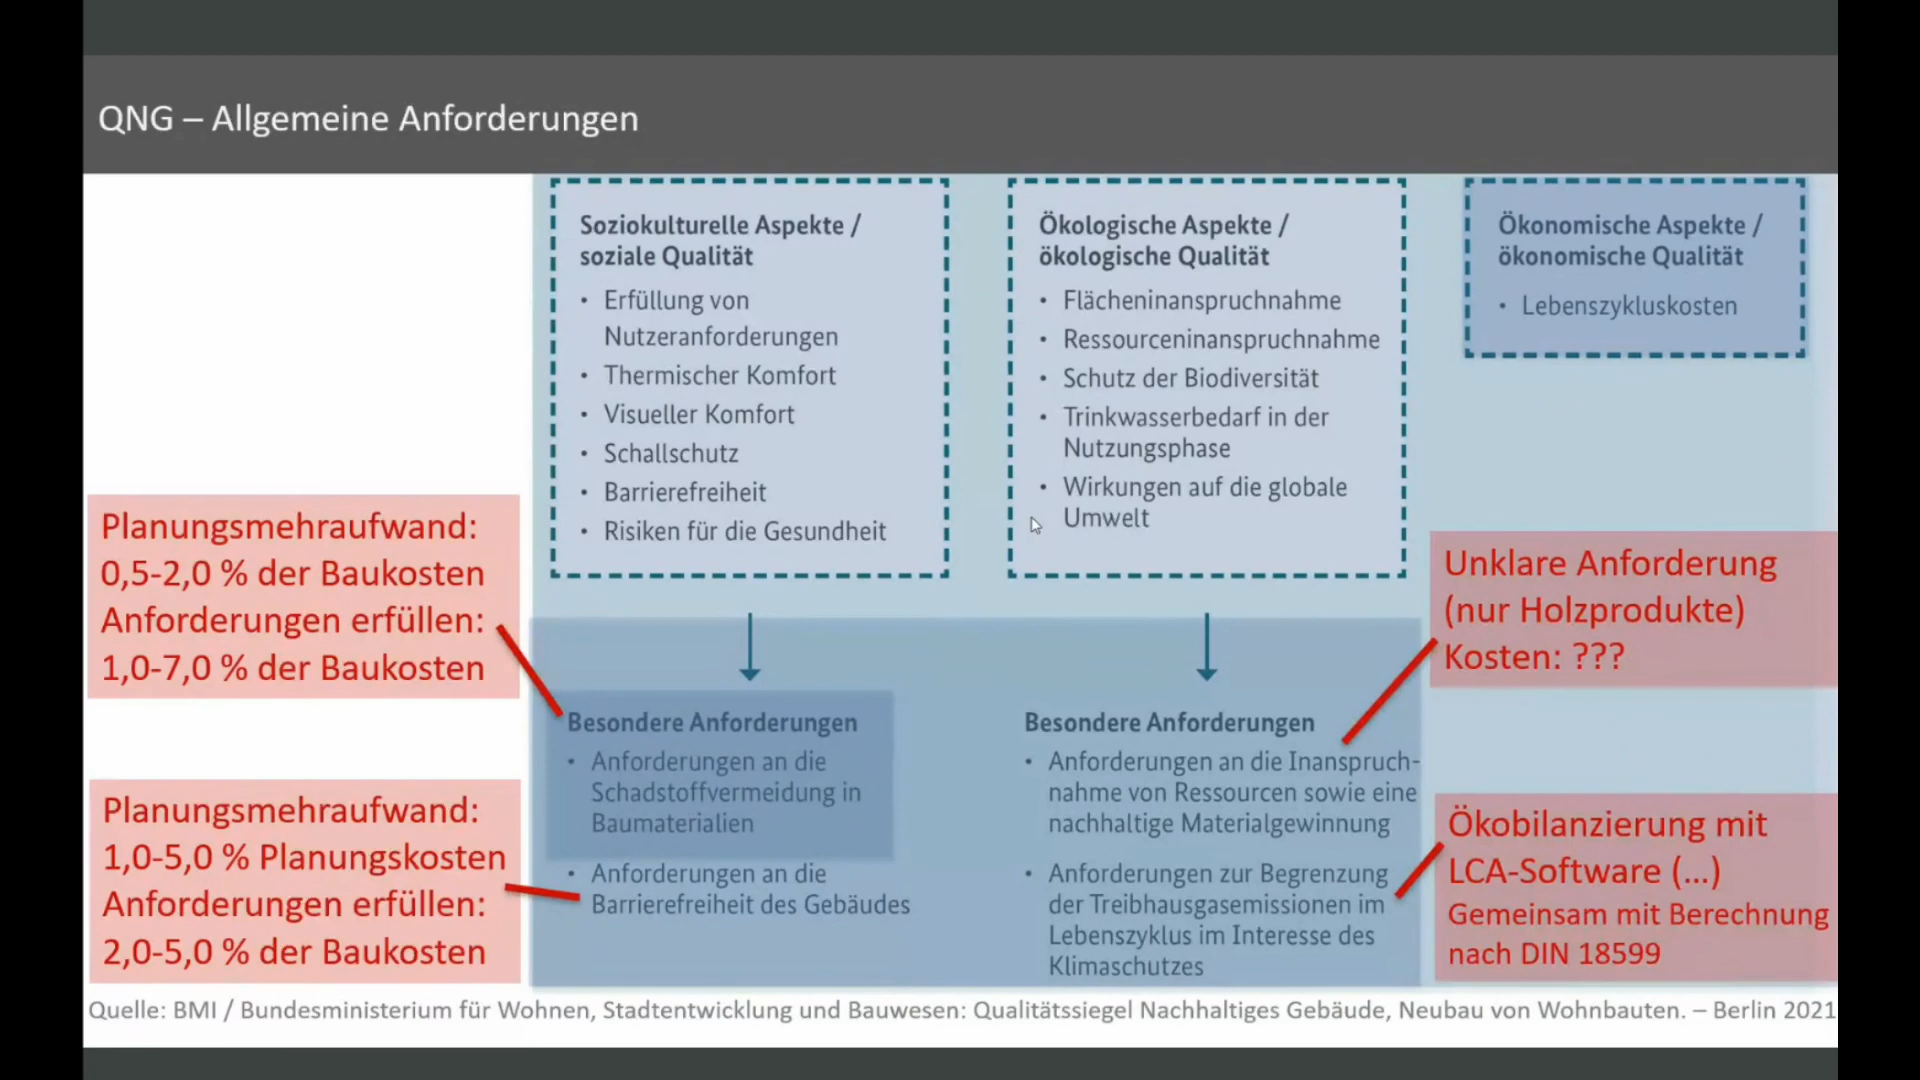 QNG – Allgemeine Anforderungen
Soziokulturelle Aspekte /
soziale Qualität
• Erfüllung von
Nutzeranforderungen
• Thermischer Komfort
• Visueller Komfort
• Schallschutz
• Barrierefreiheit
• Risiken für die Gesundheit
Ökologische Aspekte /
ökologische Qualität
• Flächeninanspruchnahme
• Ressourceninanspruchnahme
• Schutz der Biodiversität
• Trinkwasserbedarf in der
Nutzungsphase
• Wirkungen auf die globale
Umwelt
Ökonomische Aspekte /
ökonomische Qualität
• Lebenszykluskosten
Planungsmehraufwand:
0,5-2,0 % der Baukosten
Anforderungen erfüllen:
1,0-7,0 % der Baukosten
Planungsmehraufwand:
1,0-5,0 % Planungskosten
Anforderungen erfüllen:
2,0-5,0 % der Baukosten
Besondere Anforderungen
• Anforderungen an die
Schadstoffvermeidung in
Baumaterialien
• Anforderungen an die
Barrierefreiheit des Gebäudes
Besondere Anforderungen
• Anforderungen an die Inanspruch-
nahme von Ressourcen sowie eine
nachhaltige Materialgewinnung
• Anforderungen zur Begrenzung
der Treibhausgasemissionen im
Lebenszyklus im Interesse des
Klimaschutzes
Unklare Anforderung
(nur Holzprodukte)
Kosten: ???
Ökobilanzierung mit
LCA-Software (...)
Gemeinsam mit Berechnung
nach DIN 18599
Quelle: BMI / Bundesministerium für Wohnen, Stadtentwicklung und Bauwesen: Qualitätssiegel Nachhaltiges Gebäude, Neubau von Wohnbauten. – Berlin 2021